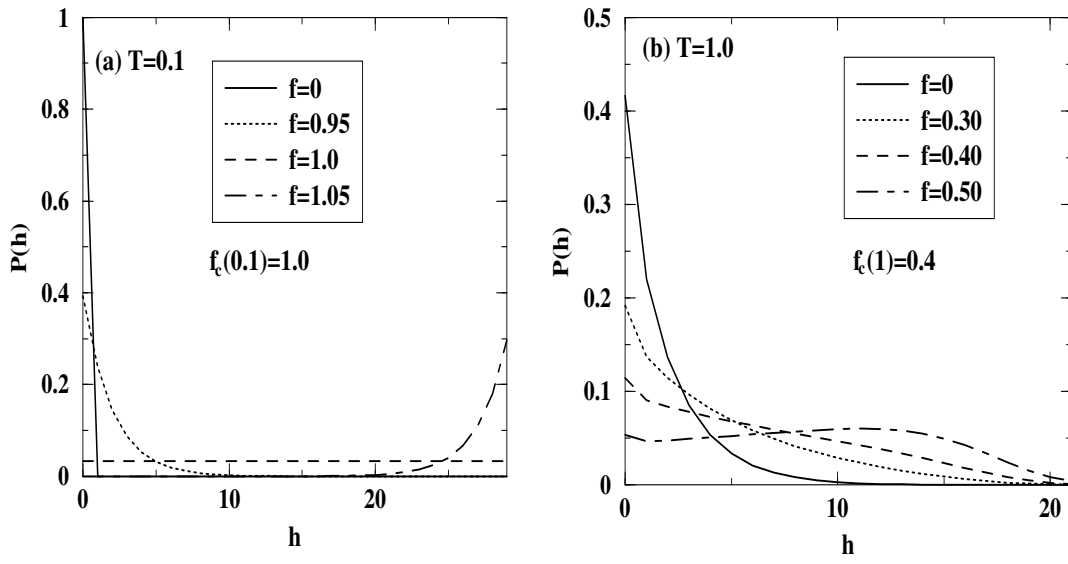 (a) T=0.1
f=0
f=0.95
f=1.0
f=1.05
f_c(0.1)=1.0
P(h)
1
0.8
0.6
0.4
0.2
0
0
10
20
h
(b) T=1.0
f=0
f=0.30
f=0.40
f=0.50
f_c(1)=0.4
P(h)
0.5
0.4
0.3
0.2
0.1
0
0
10
20
h